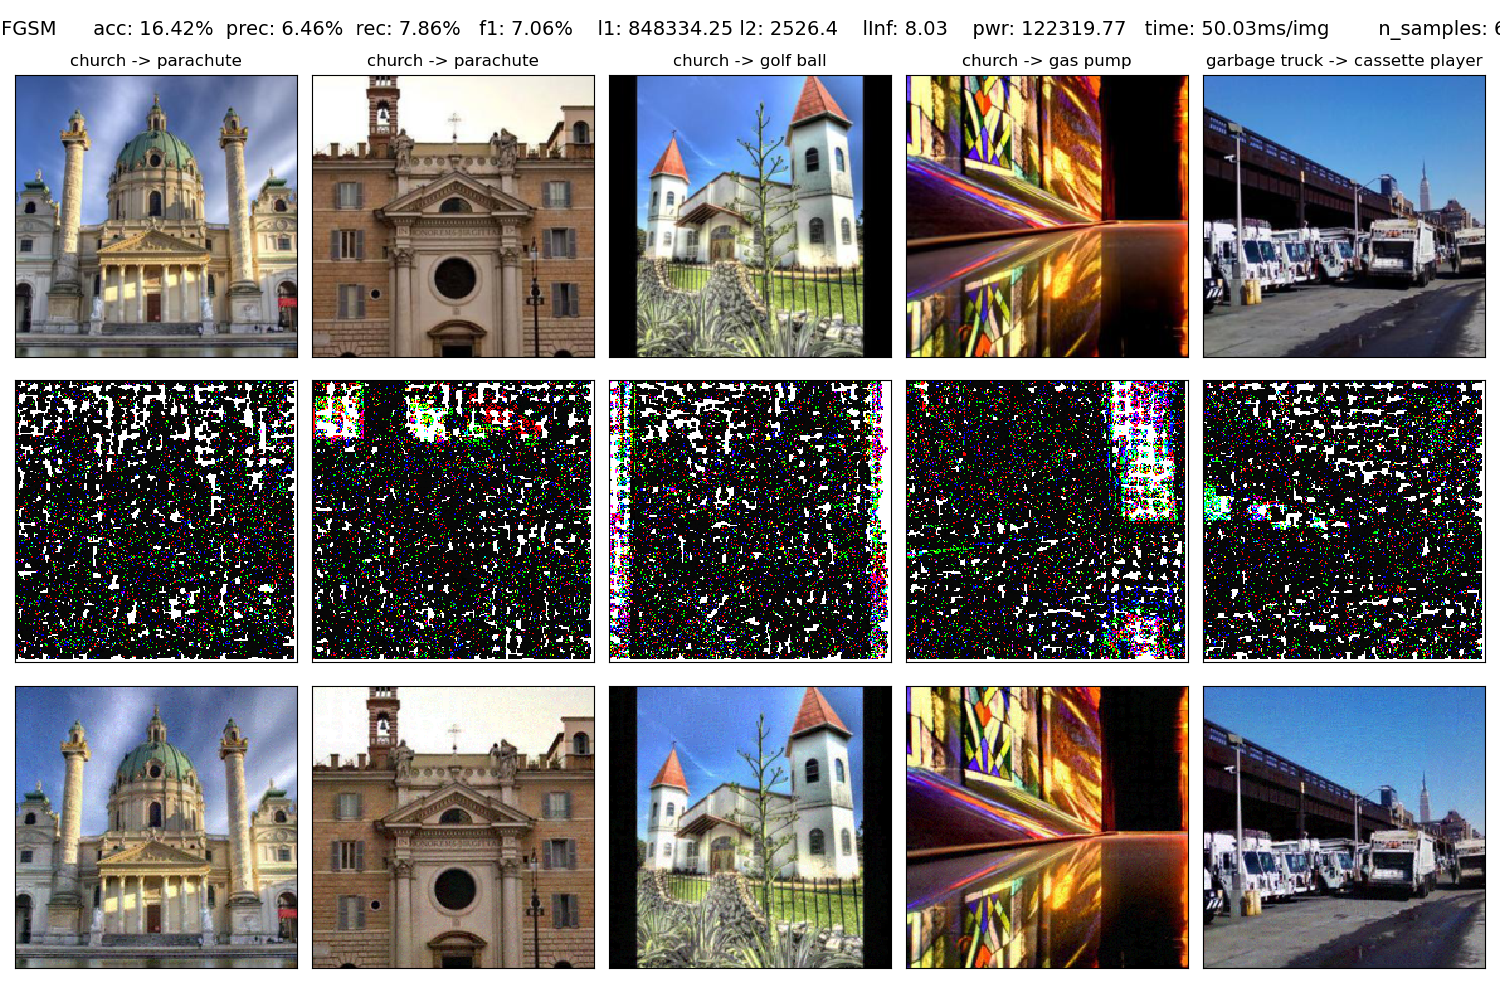 FGSM acc: 16.42% prec: 6.46% rec: 7.86% f1: 7.06% l1: 848334.25 l2: 2526.4 lInf: 8.03 pwr: 122319.77 time: 50.03ms/img n_samples:
church -> parachute
church -> parachute
church -> golf ball
church -> gas pump
garbage truck -> cassette player